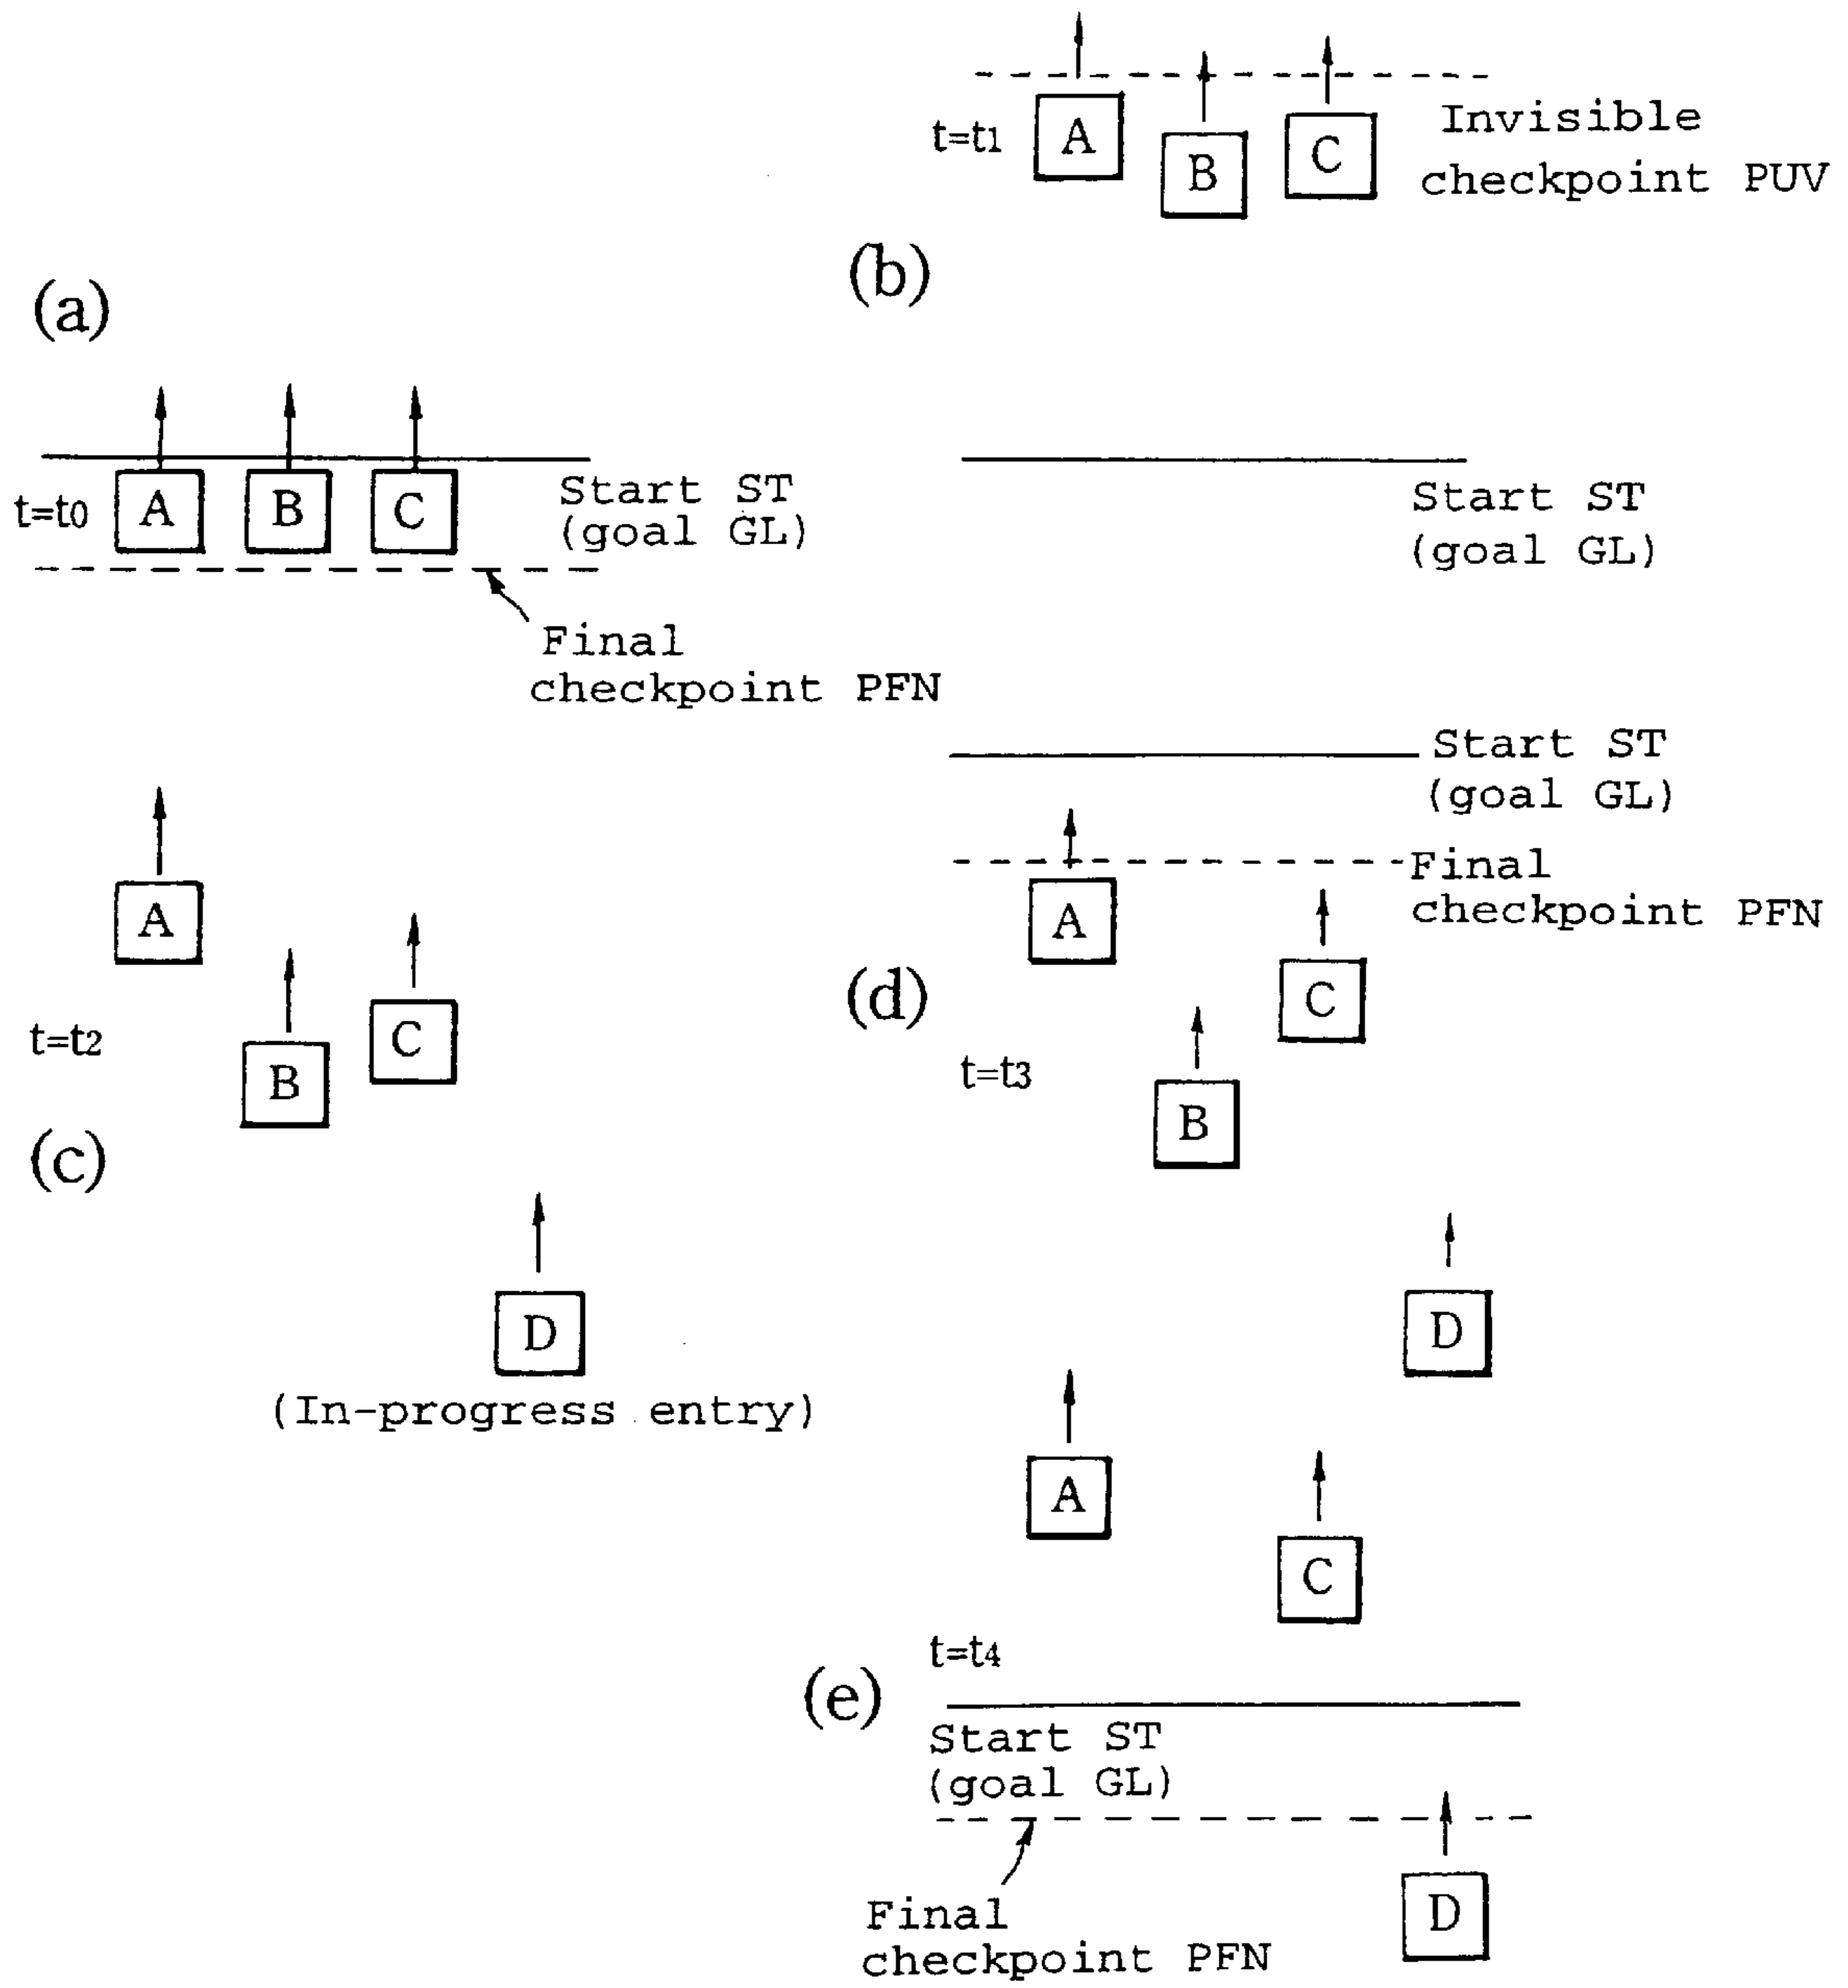 (a)
t=t0
A
B
C
Start ST
(goal GL)
Final
checkpoint PFN
(b)
t=t1
A
B
C
Invisible
checkpoint PUV
Start ST
(goal GL)
(c)
t=t2
A
B
C
D
(In-progress entry)
(d)
t=t3
Start ST
(goal GL)
Final
checkpoint PFN
A
C
B
D
(e)
A
C
t=t4
Start ST
(goal GL)
Final
checkpoint PFN
D